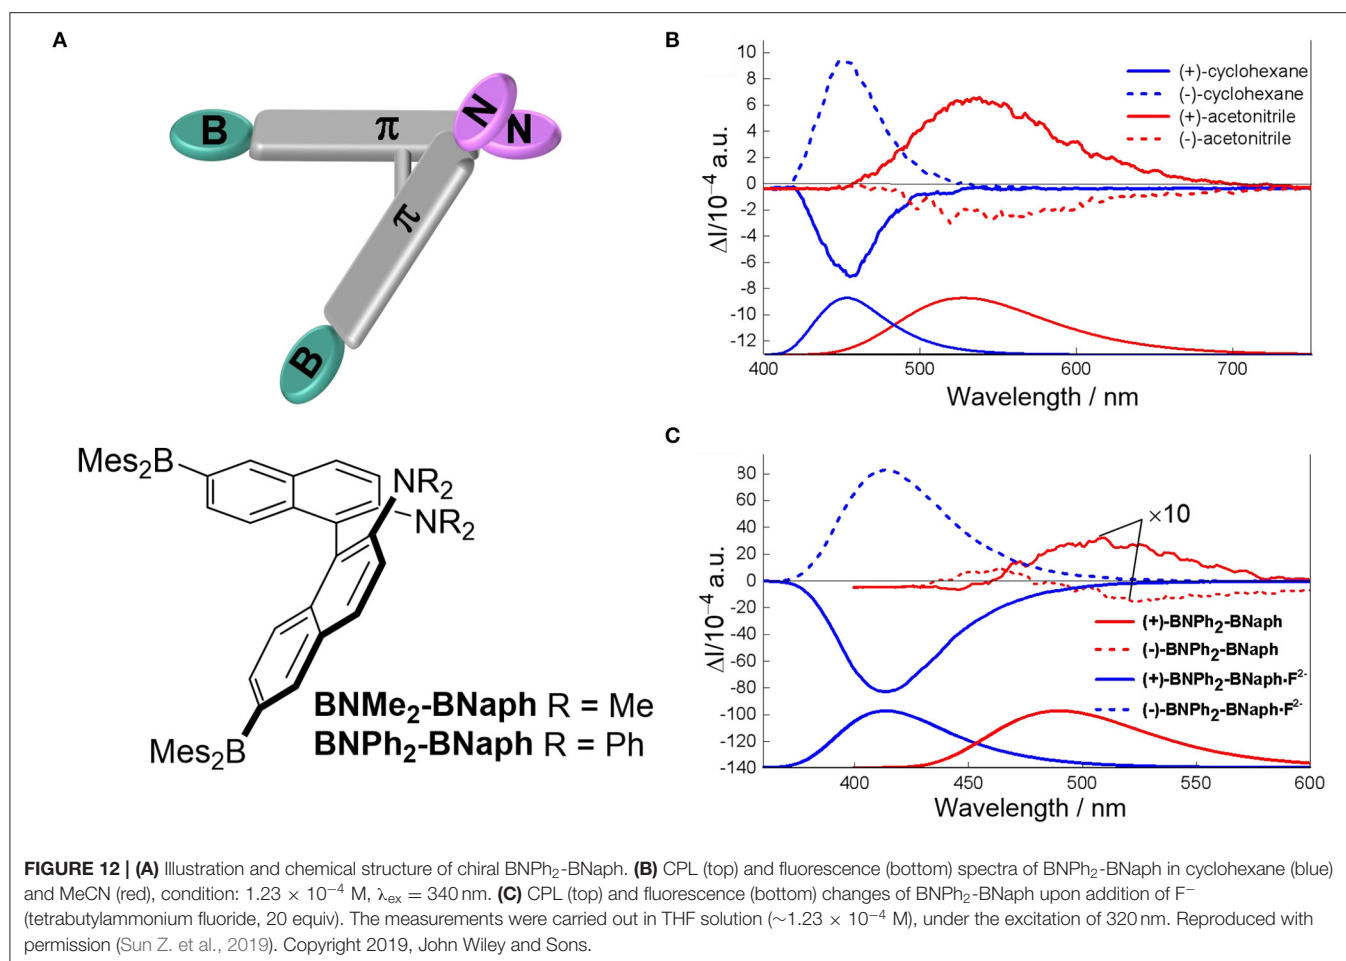 A
B
π
N
N
π
B
Mes₂B
NR₂
NR₂
Mes₂B
BNMe₂-BNaph R = Me
BNPh₂-BNaph R = Ph
B
10
8
6
4
2
0
-2
-4
-6
-8
-10
-12
ΔI/10⁻⁴ a.u.
(+)-cyclohexane
(-)-cyclohexane
(+)-acetonitrile
(-)-acetonitrile
400 500 600 700
Wavelength / nm
C
80
60
40
20
0
-20
-40
-60
-80
-100
-120
-140
ΔI/10⁻⁴ a.u.
×10
(+)-BNPh₂-BNaph
(-)-BNPh₂-BNaph
(+)-BNPh₂-BNaph·F²⁻
(-)-BNPh₂-BNaph·F²⁻
400 450 500 550 600
Wavelength / nm
FIGURE 12 | (A) Illustration and chemical structure of chiral BNPh₂-BNaph. (B) CPL (top) and fluorescence (bottom) spectra of BNPh₂-BNaph in cyclohexane (blue)
and MeCN (red), condition: 1.23 × 10⁻⁴ M, λex = 340 nm. (C) CPL (top) and fluorescence (bottom) changes of BNPh₂-BNaph upon addition of F⁻
(tetrabutylammonium fluoride, 20 equiv). The measurements were carried out in THF solution (~1.23 × 10⁻⁴ M), under the excitation of 320 nm. Reproduced with
permission (Sun Z. et al., 2019). Copyright 2019, John Wiley and Sons.